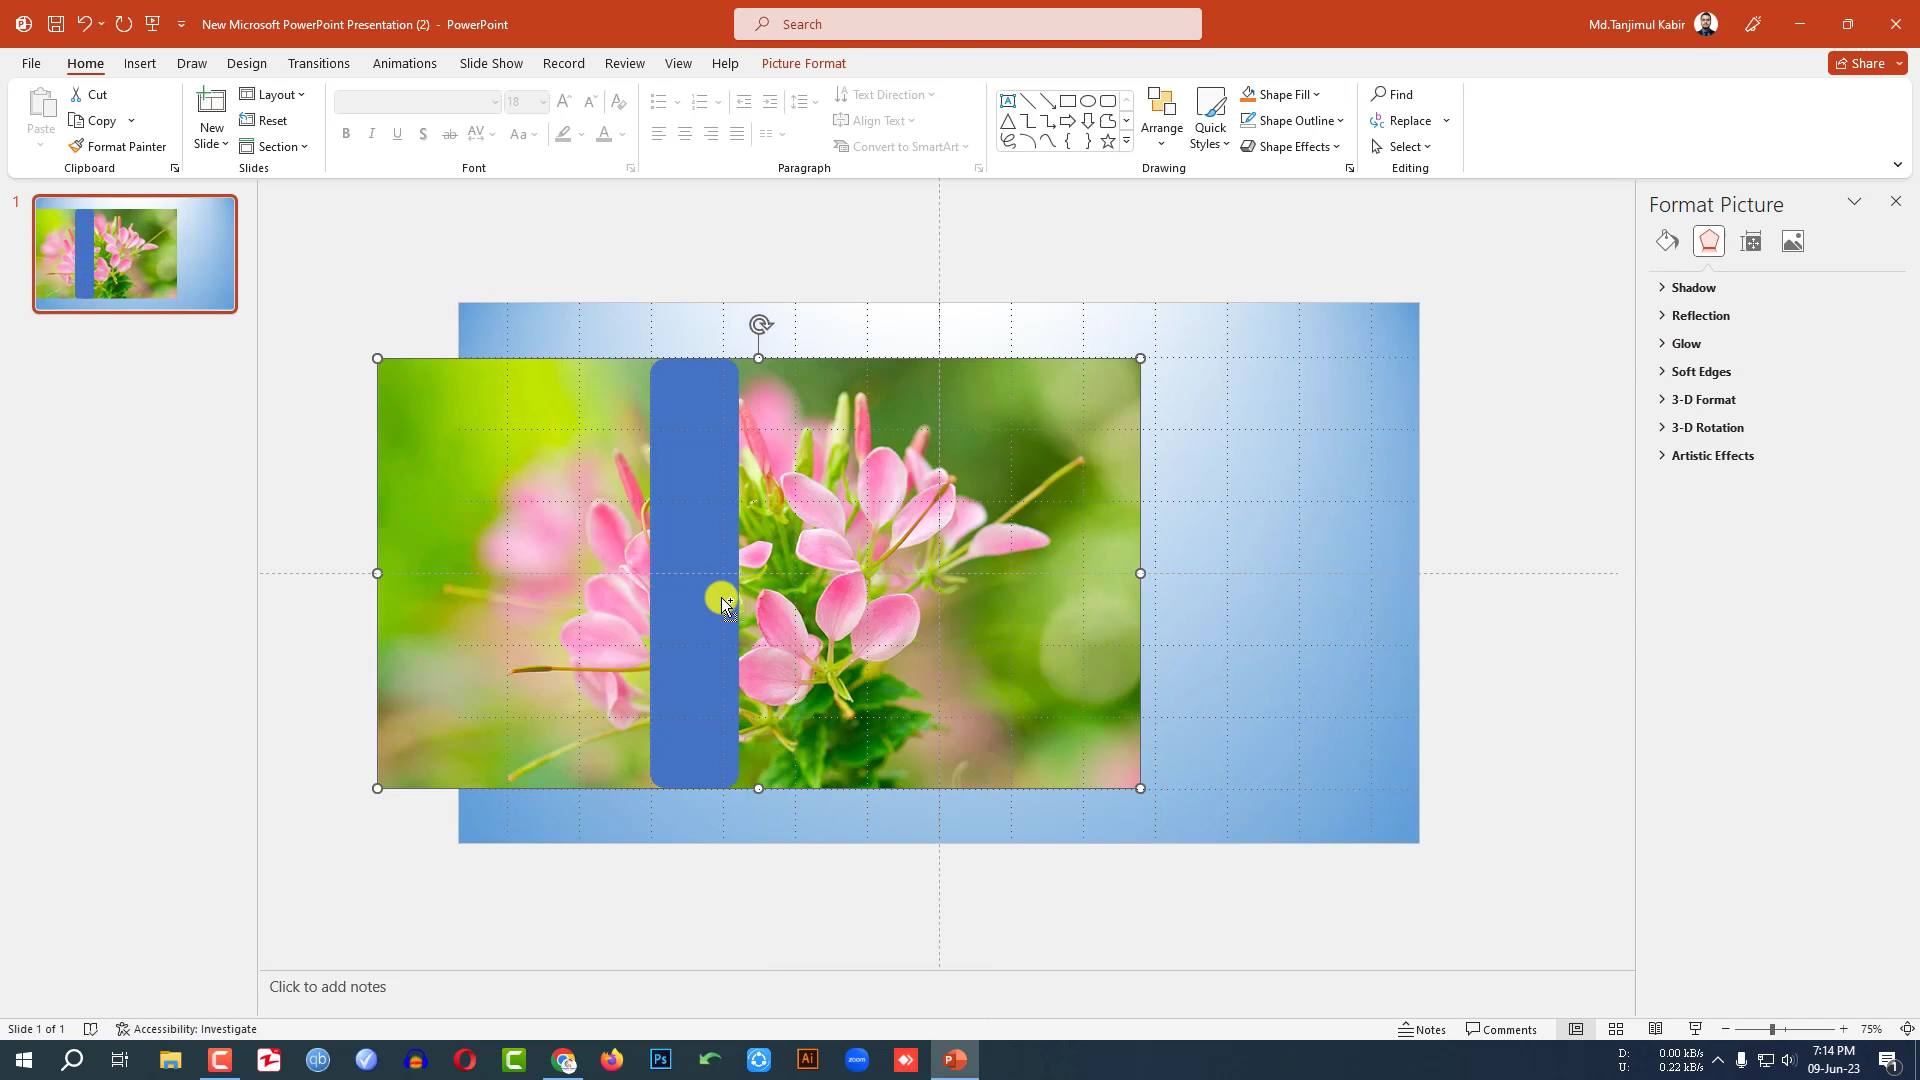 New Microsoft PowerPoint Presentation (2) - PowerPoint
Search
Md.Tanjimul Kabir
File Home Insert Draw Design Transitions Animations Slide Show Record Review View Help Picture Format
Share
Paste
Cut
Copy
Format Painter
Clipboard
New Slide
Layout
Reset
Section
Slides
18
Font
Text Direction
Align Text
Convert to SmartArt
Paragraph
Arrange
Quick Styles
Shape Fill
Shape Outline
Shape Effects
Drawing
Find
Replace
Select
Editing
1
Format Picture
Shadow
Reflection
Glow
Soft Edges
3-D Format
3-D Rotation
Artistic Effects
Click to add notes
Slide 1 of 1
Accessibility: Investigate
Notes
Comments
75%
D: 0.00 kB/s
U: 0.22 kB/s
7:14 PM
09-Jun-23